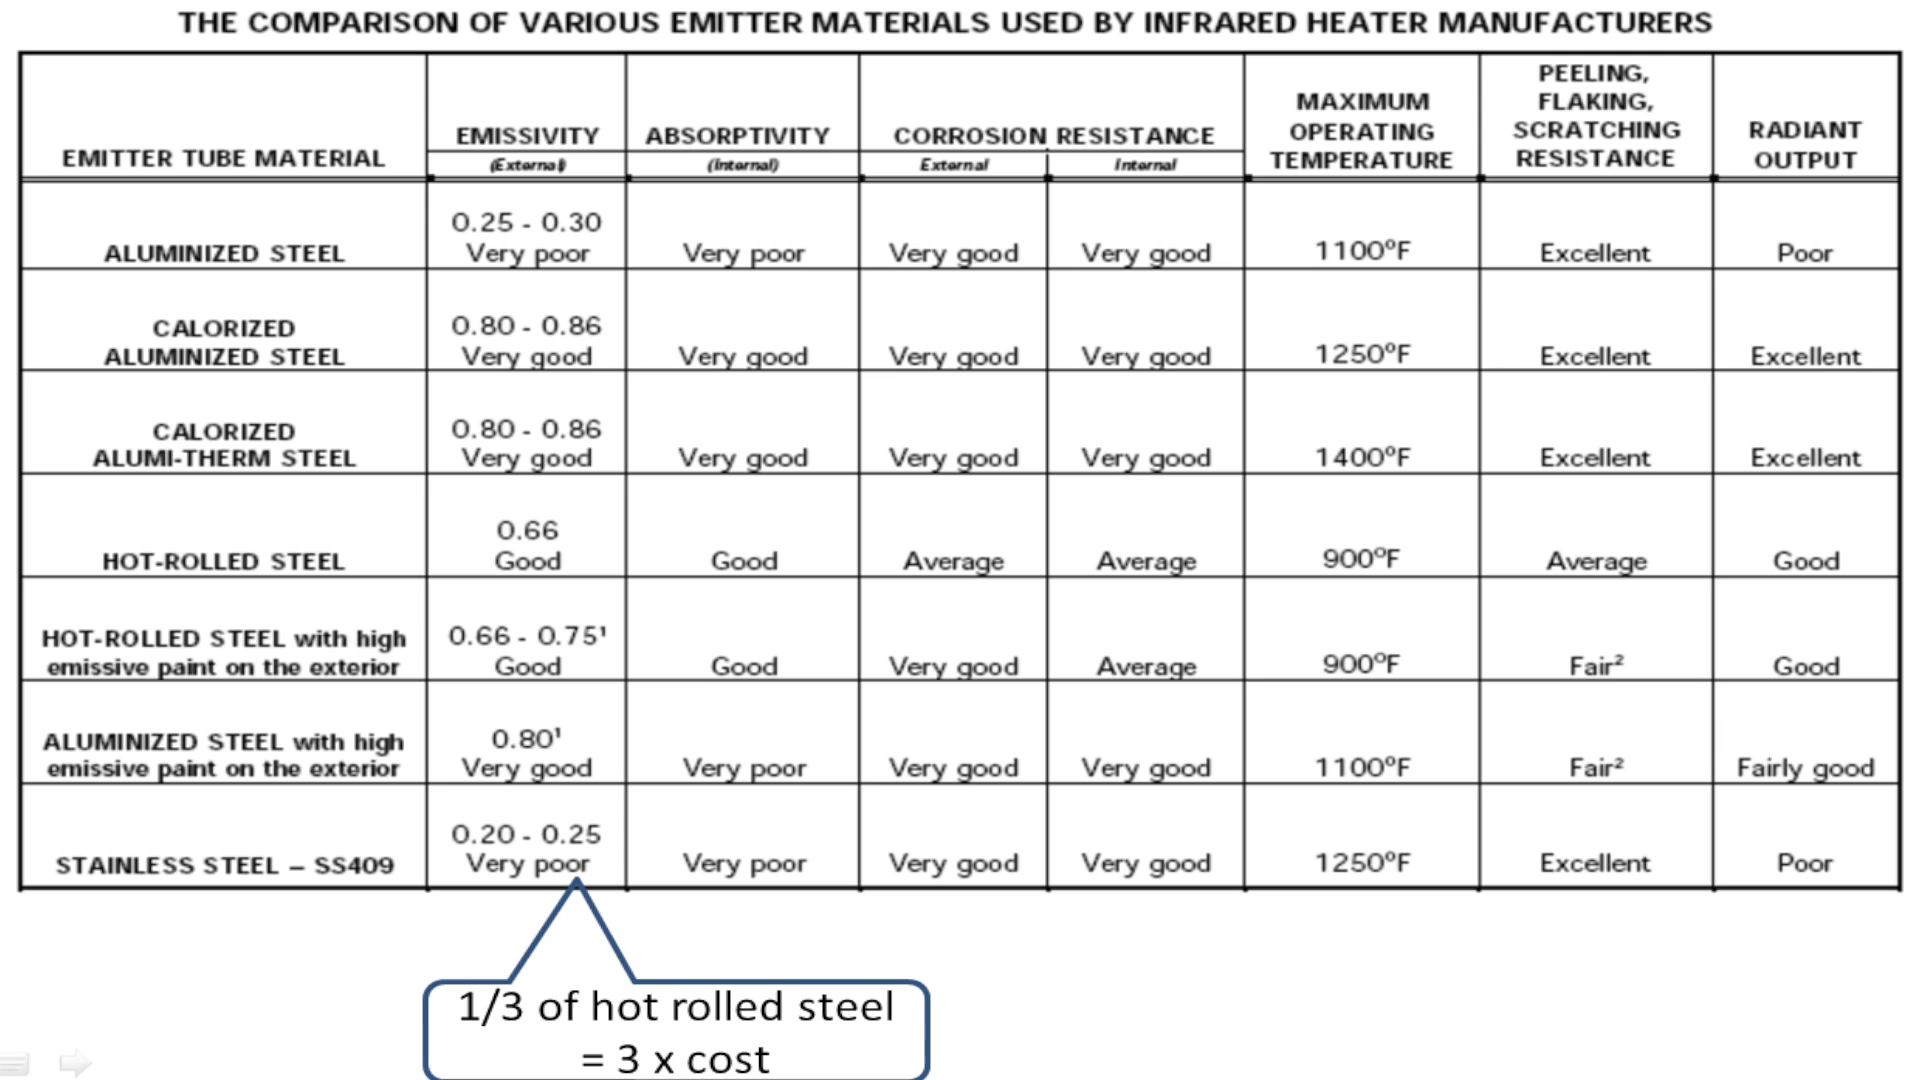 THE COMPARISON OF VARIOUS EMITTER MATERIALS USED BY INFRARED HEATER MANUFACTURERS
EMITTER TUBE MATERIAL
EMISSIVITY
(External)
ABSORPTIVITY
(Internal)
CORROSION RESISTANCE
External
Internal
MAXIMUM
OPERATING
TEMPERATURE
PEELING,
FLAKING,
SCRATCHING
RESISTANCE
RADIANT
OUTPUT
ALUMINIZED STEEL
0.25 - 0.30
Very poor
Very poor
Very good
Very good
1100ºF
Excellent
Poor
CALORIZED
ALUMINIZED STEEL
0.80 - 0.86
Very good
Very good
Very good
Very good
1250ºF
Excellent
Excellent
CALORIZED
ALUMI-THERM STEEL
0.80 - 0.86
Very good
Very good
Very good
Very good
1400ºF
Excellent
Excellent
HOT-ROLLED STEEL
0.66
Good
Good
Average
Average
900ºF
Average
Good
HOT-ROLLED STEEL with high
emissive paint on the exterior
0.66 - 0.75¹
Good
Good
Very good
Average
900ºF
Fair²
Good
ALUMINIZED STEEL with high
emissive paint on the exterior
0.80¹
Very good
Very poor
Very good
Very good
1100ºF
Fair²
Fairly good
STAINLESS STEEL – SS409
0.20 - 0.25
Very poor
Very poor
Very good
Very good
1250ºF
Excellent
Poor
1/3 of hot rolled steel
= 3 x cost